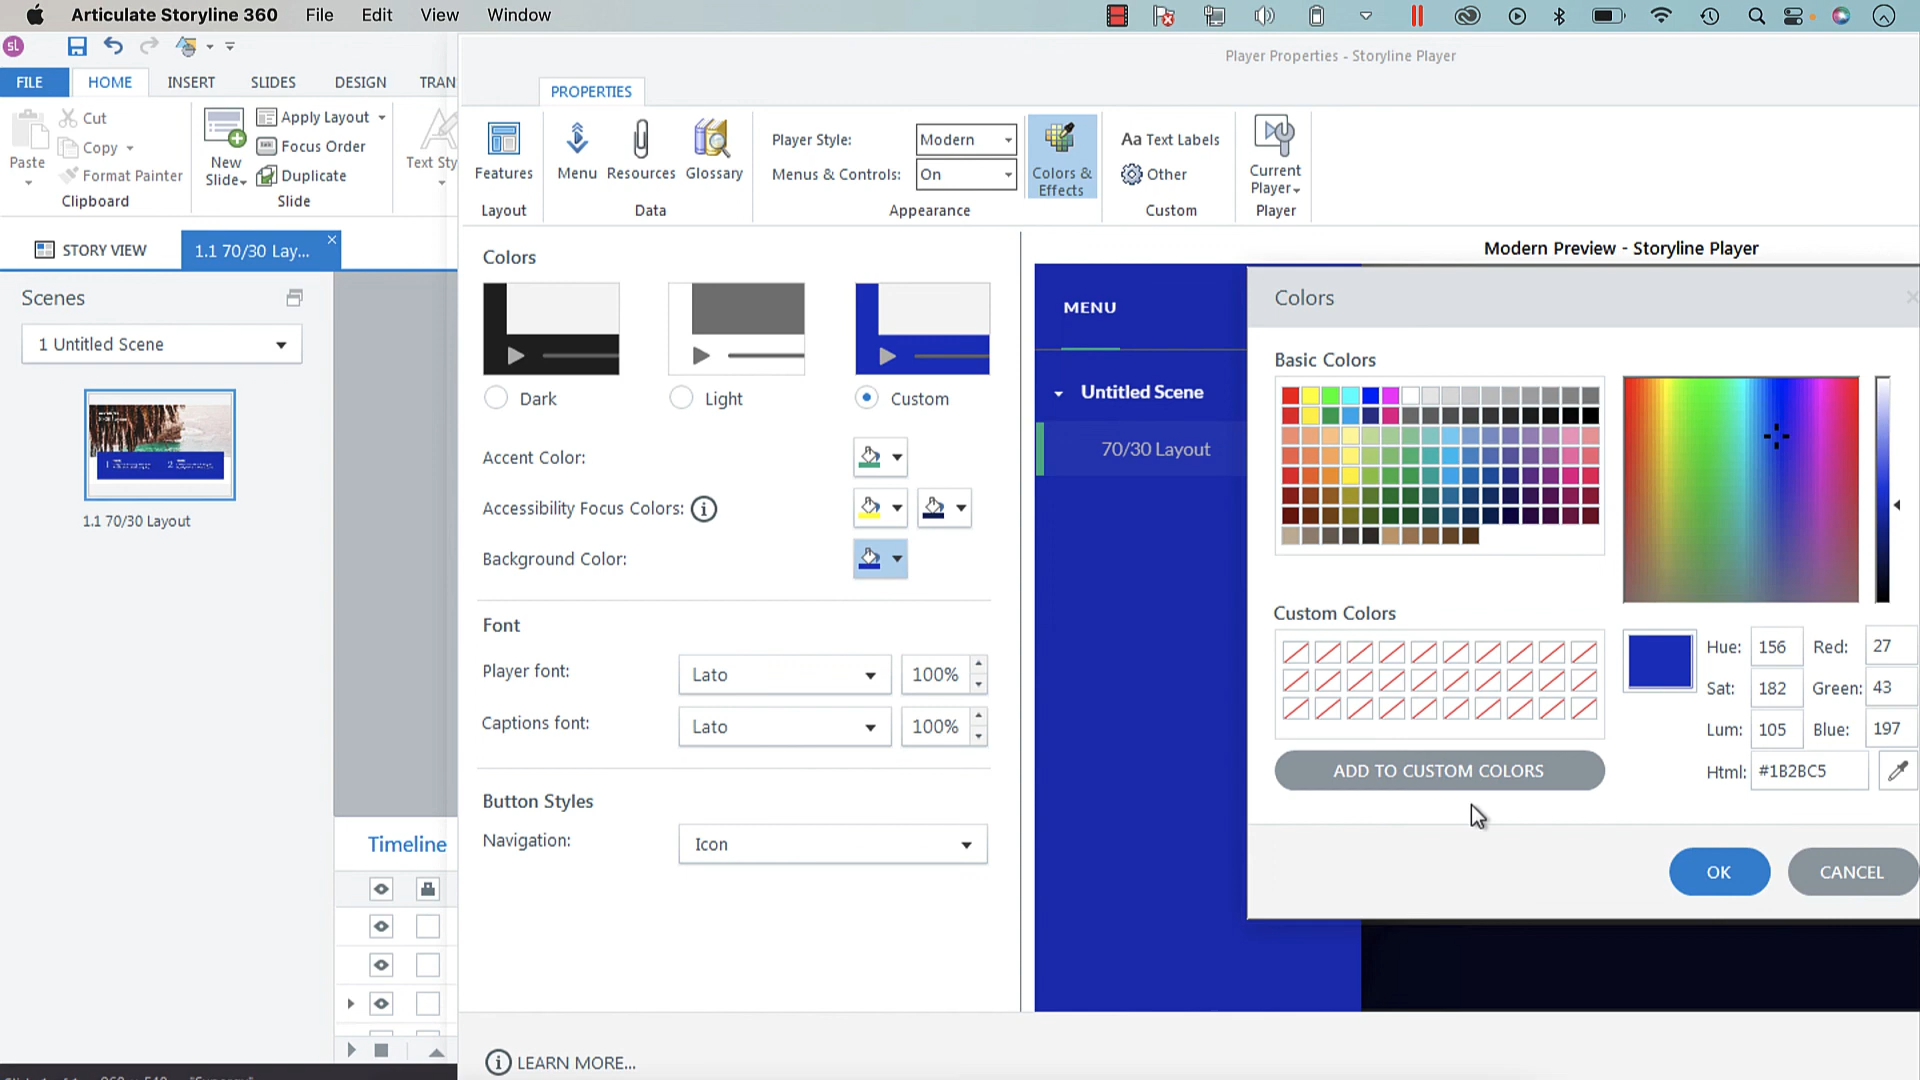 Articulate Storyline 360 File Edit View Window
sl
Player Properties - Storyline Player
FILE HOME INSERT SLIDES DESIGN TRAN
PROPERTIES
Paste
Cut
Copy
Format Painter
Clipboard
New Slide
Apply Layout
Focus Order
Duplicate
Slide
Text Sty
Features
Layout
Menu
Resources
Glossary
Data
Player Style: Modern
Menus & Controls: On
Appearance
Colors & Effects
Aa Text Labels
Other
Custom
Current Player
Player
STORY VIEW
1.1 70/30 Lay...
Scenes
1 Untitled Scene
1.1 70/30 Layout
Timeline
Colors
Dark
Light
Custom
Accent Color:
Accessibility Focus Colors:
Background Color:
Font
Player font: Lato 100%
Captions font: Lato 100%
Button Styles
Navigation: Icon
LEARN MORE...
Modern Preview - Storyline Player
MENU
Untitled Scene
70/30 Layout
Colors
Basic Colors
Custom Colors
ADD TO CUSTOM COLORS
Hue: 156 Red: 27
Sat: 182 Green: 43
Lum: 105 Blue: 197
Html: #1B2BC5
OK CANCEL